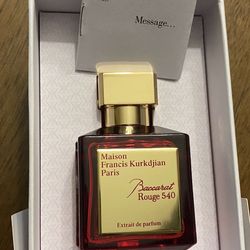 Message...
Maison
Francis Kurkdjian
Paris
Baccarat
Rouge 540
Extrait de parfum